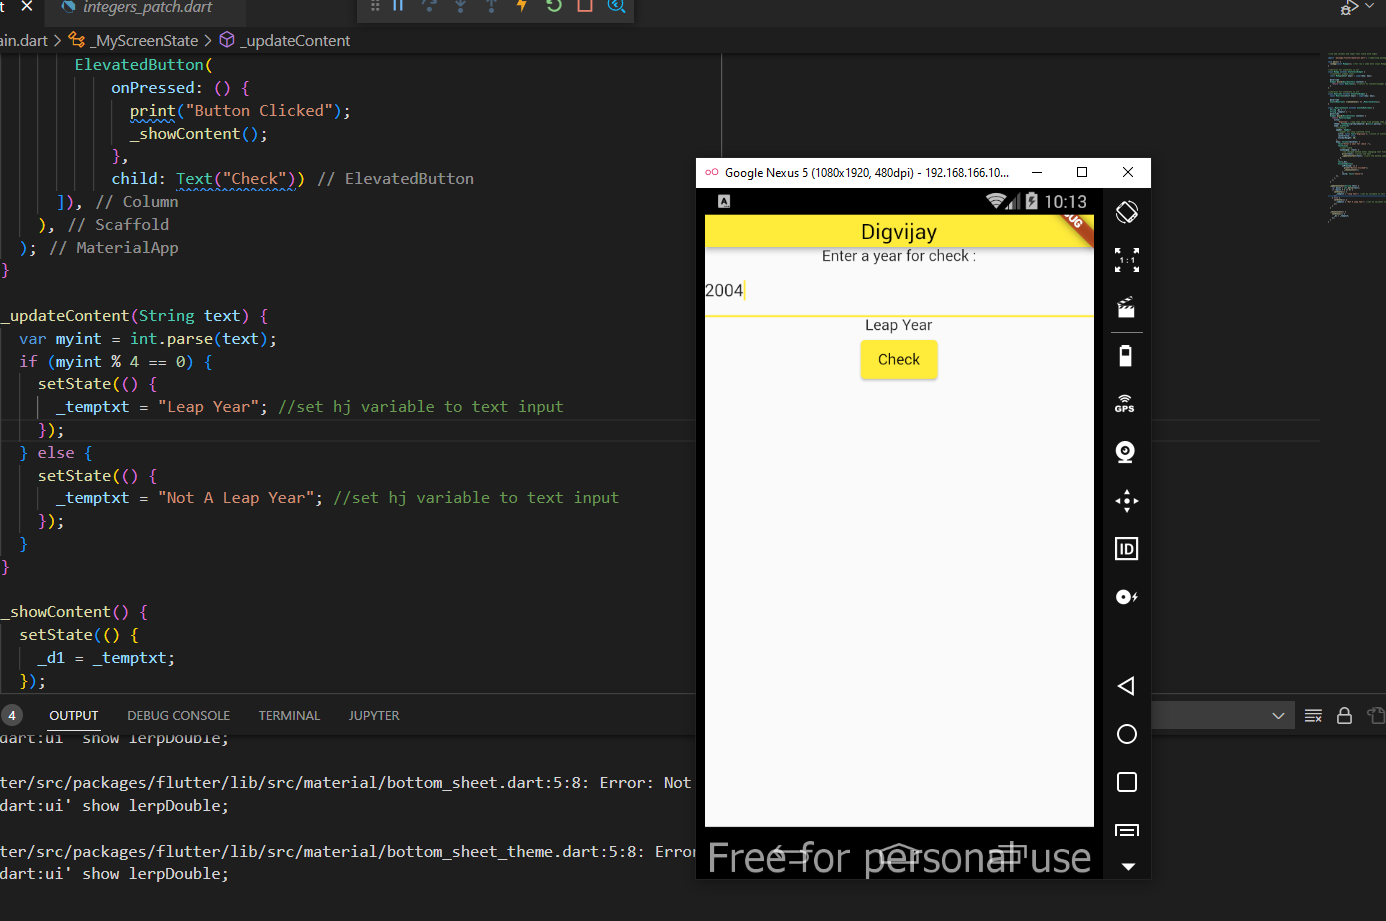 t × integers_patch.dart
ain.dart > _MyScreenState > _updateContent
ElevatedButton(
onPressed: () {
print("Button Clicked");
_showContent();
},
child: Text("Check")) // ElevatedButton
]), // Column
), // Scaffold
); // MaterialApp
}
_updateContent(String text) {
var myint = int.parse(text);
if (myint % 4 == 0) {
setState(() {
_temptxt = "Leap Year"; //set hj variable to text input
});
} else {
setState(() {
_temptxt = "Not A Leap Year"; //set hj variable to text input
});
}
}
_showContent() {
setState(() {
_d1 = _temptxt;
});
4 OUTPUT DEBUG CONSOLE TERMINAL JUPYTER
dart:ui' show lerpDouble;
ter/src/packages/flutter/lib/src/material/bottom_sheet.dart:5:8: Error: Not
dart:ui' show lerpDouble;
ter/src/packages/flutter/lib/src/material/bottom_sheet_theme.dart:5:8: Error
dart:ui' show lerpDouble;
Google Nexus 5 (1080x1920, 480dpi) - 192.168.166.10...
A 10:13
Digvijay
UG
Enter a year for check :
2004
Leap Year
Check
1:1
GPS
ID
Free for personal use